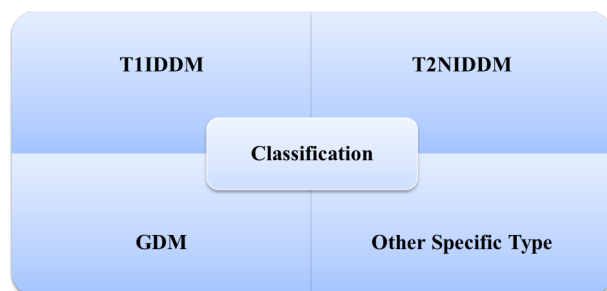 T1IDDM
T2NIDDM
Classification
GDM
Other Specific Type